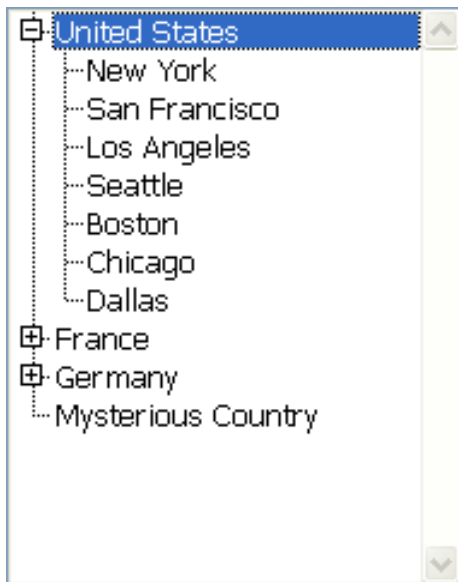 United States
New York
San Francisco
Los Angeles
Seattle
Boston
Chicago
Dallas
France
Germany
Mysterious Country